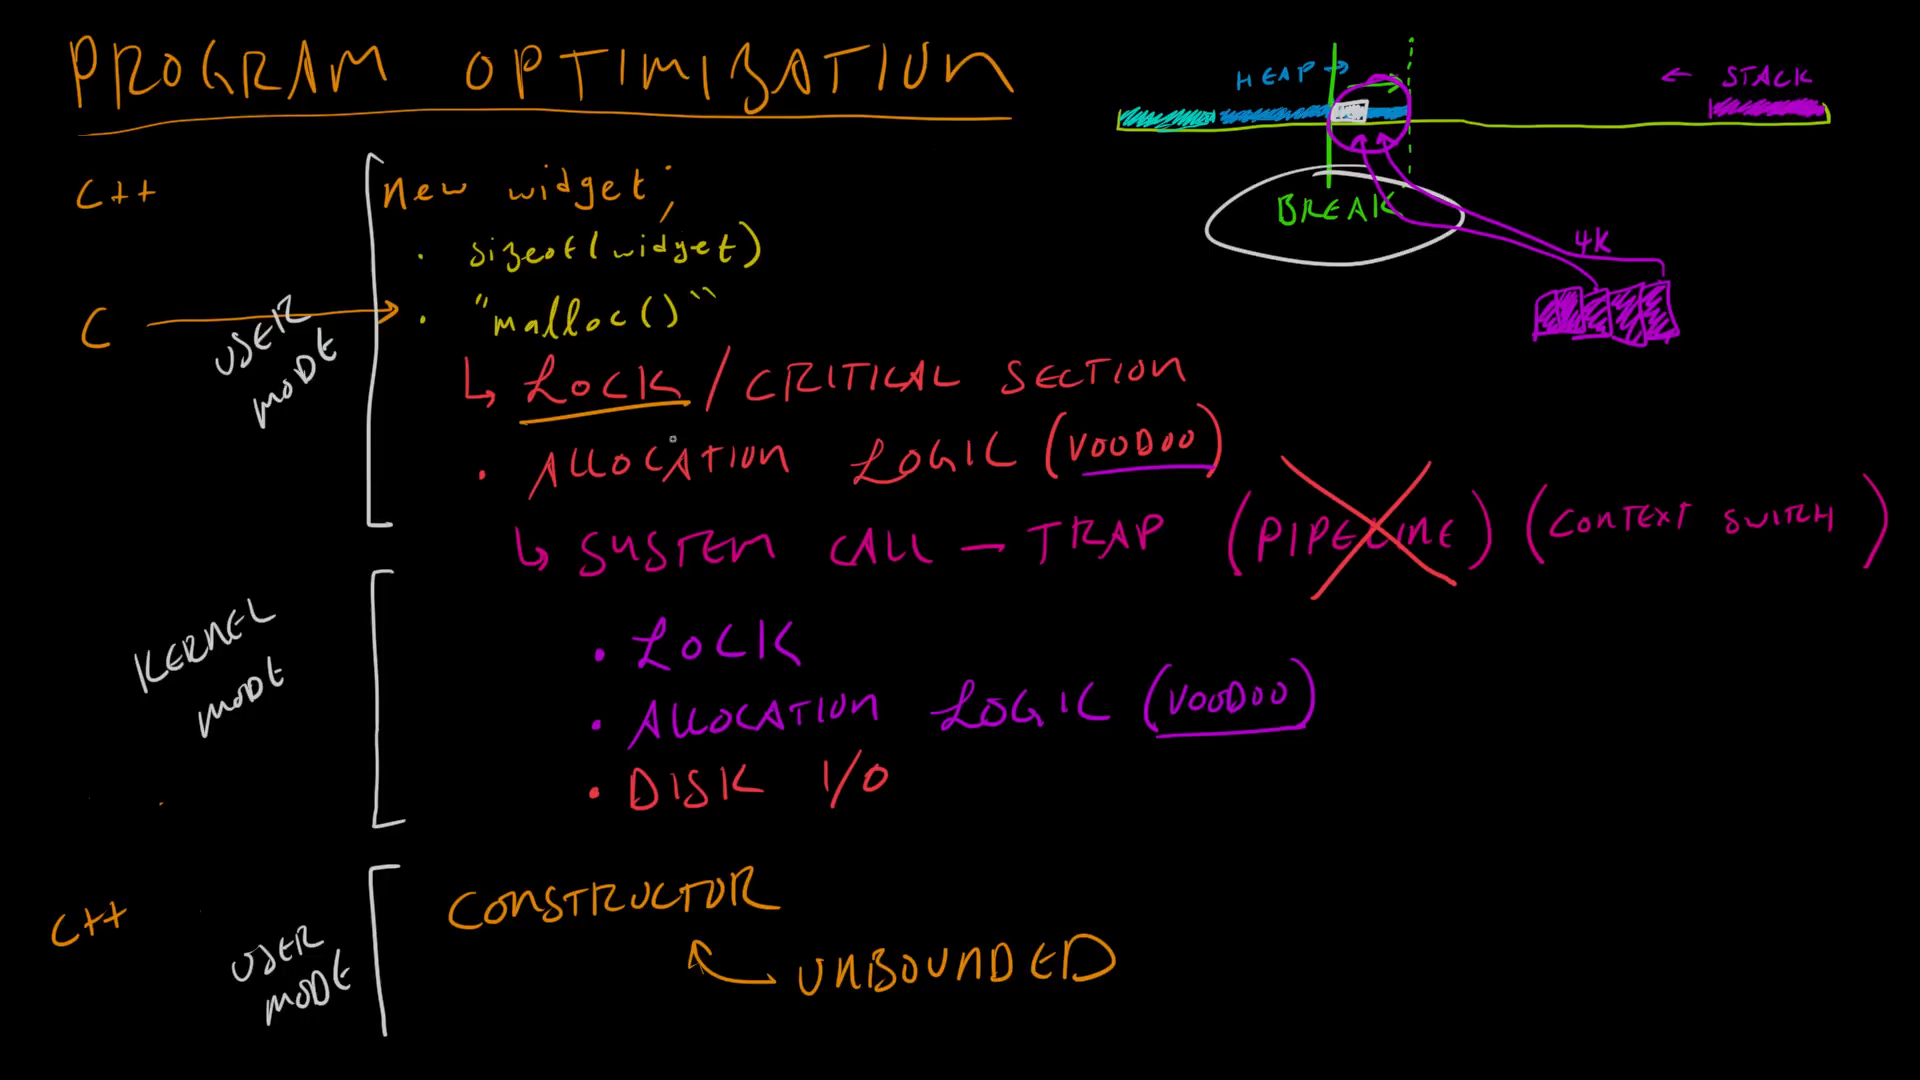 PROGRAM OPTIMIZATION
HEAP →
← STACK
C++
new widget;
• sizeof(widget)
BREAK
4K
C
• "malloc()"
USER MODE
↳ LOCK / CRITICAL SECTION
• ALLOCATION LOGIC (VOODOO)
↳ SYSTEM CALL — TRAP (PIPELINE) (CONTEXT SWITCH)
KERNEL MODE
• LOCK
• ALLOCATION LOGIC (VOODOO)
• DISK I/O
C++
CONSTRUCTOR
USER MODE
UNBOUNDED